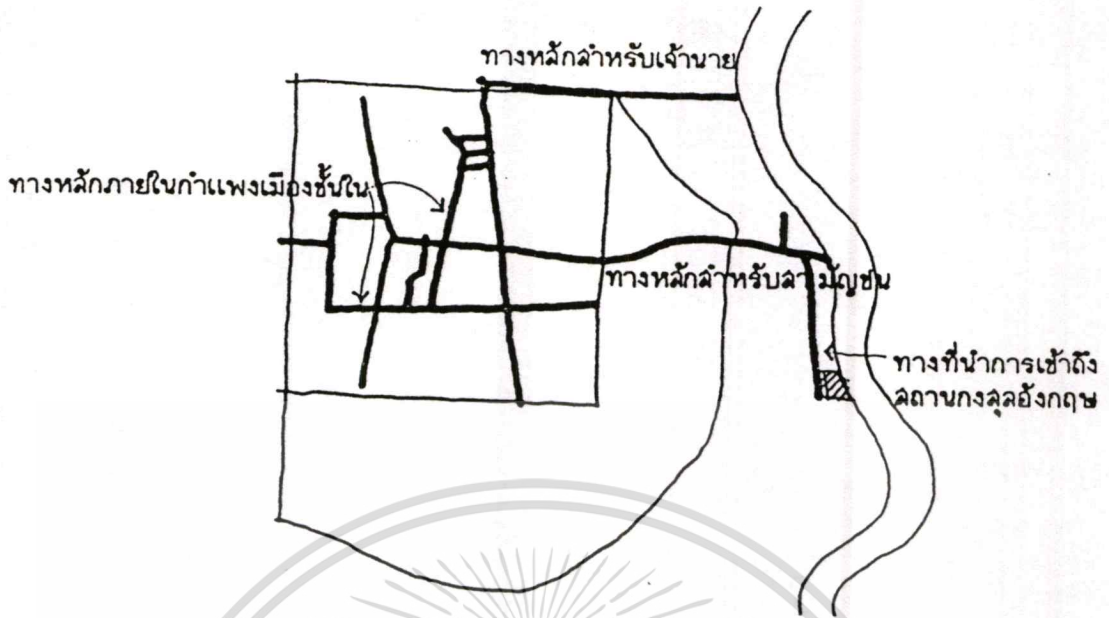 ทางหลักสำหรับเจ้านาย
ทางหลักภายในกำแพงเมืองชั้นใน
ทางหลักสำหรับสามัญชน
ทางที่นำการเข้าถึง
สถานกงสุลอังกฤษ